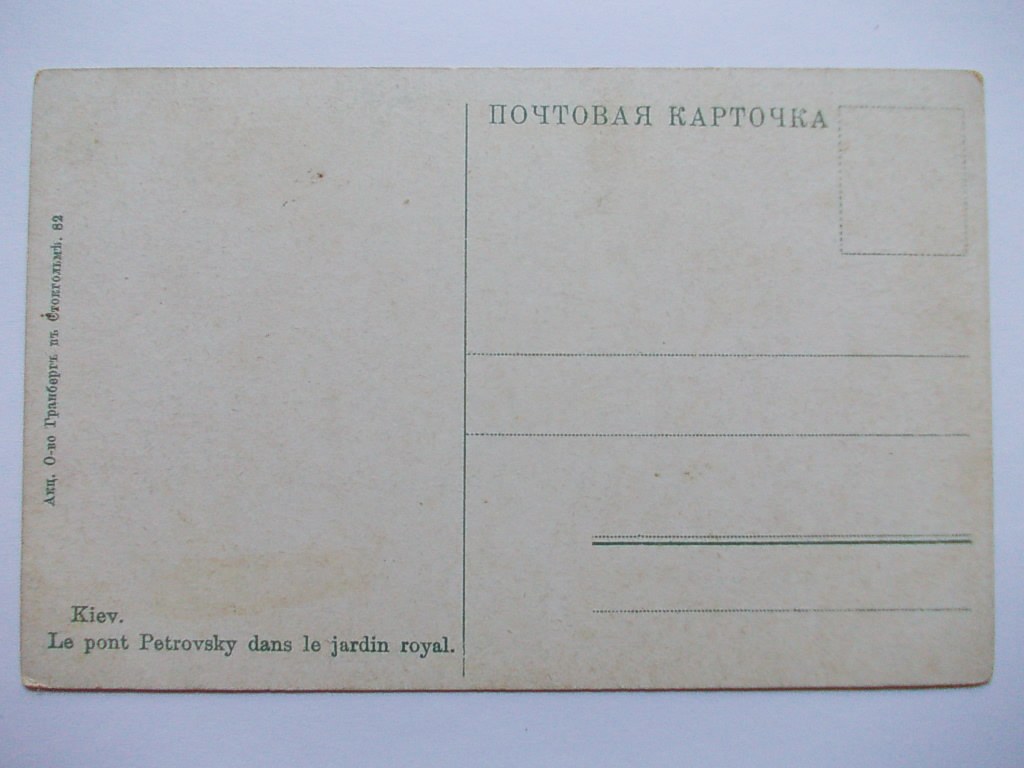 ПОЧТОВАЯ КАРТОЧКА
Акц. О-во Гранбергъ въ Стокгольмѣ. 82
Kiev.
Le pont Petrovsky dans le jardin royal.